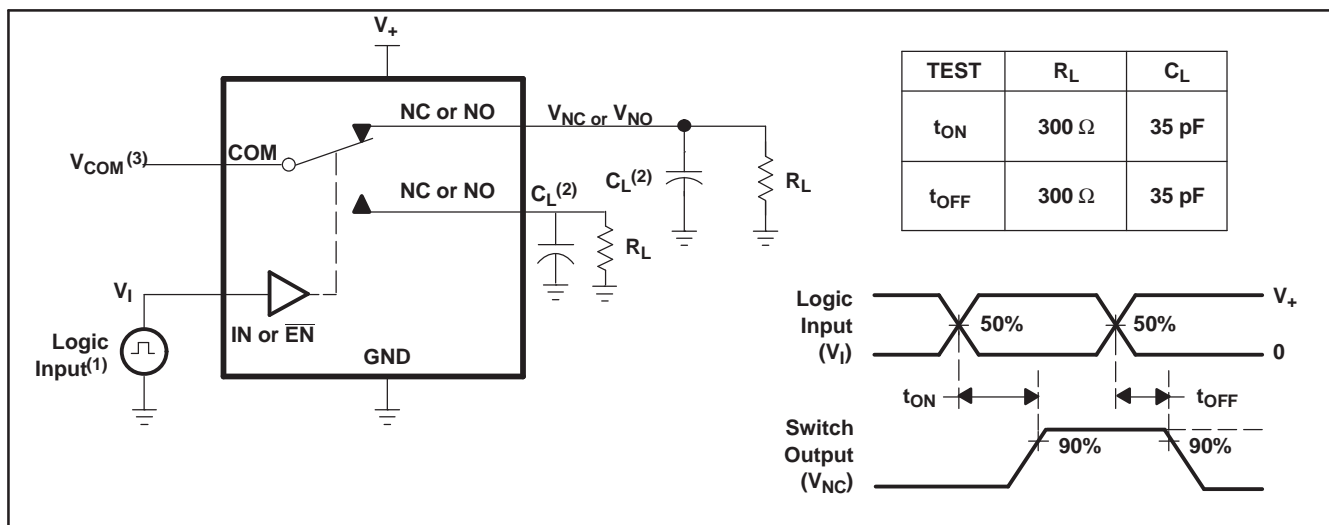 V+
NC or NO
VNC or VNO
VCOM(3)
COM
CL(2)
RL
NC or NO
CL(2)
RL
VI
IN or E̅N̅
Logic
Input(1)
GND
TEST RL CL
tON 300 Ω 35 pF
tOFF 300 Ω 35 pF
Logic
Input
(VI)
V+
50%
50%
0
tON
tOFF
Switch
Output
(VNC)
90%
90%